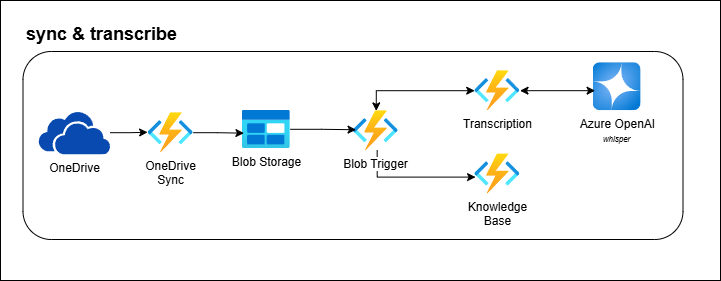 sync & transcribe
OneDrive
OneDrive
Sync
Blob Storage
Blob Trigger
Transcription
Azure OpenAI
whisper
Knowledge
Base